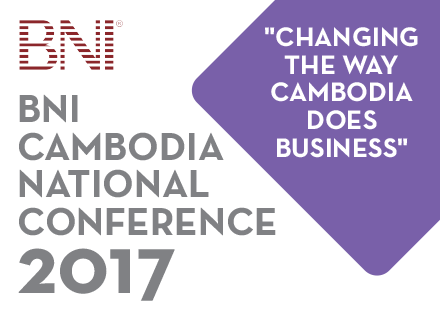 BNI®
BNI
CAMBODIA
NATIONAL
CONFERENCE
2017
"CHANGING
THE WAY
CAMBODIA
DOES
BUSINESS"